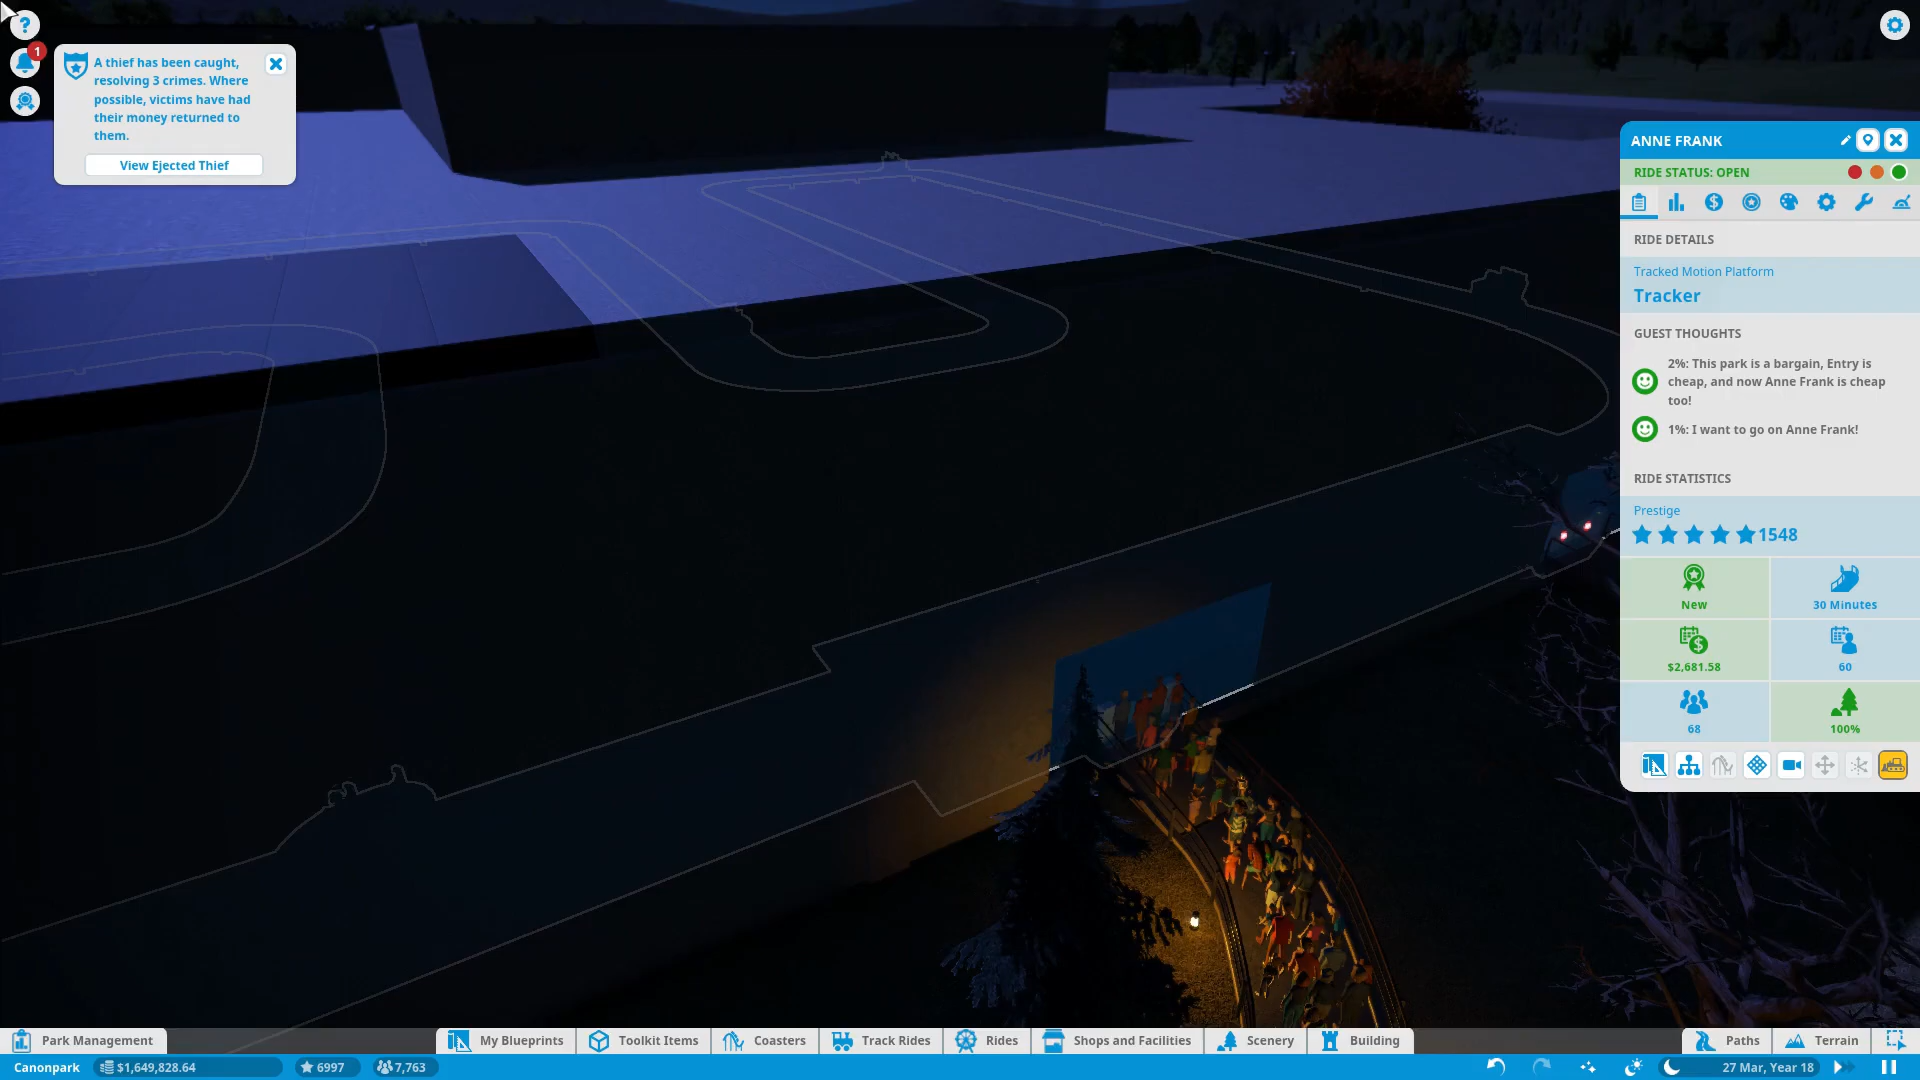 ?
1
A thief has been caught,
resolving 3 crimes. Where
possible, victims have had
their money returned to
them.
View Ejected Thief
ANNE FRANK
RIDE STATUS: OPEN
RIDE DETAILS
Tracked Motion Platform
Tracker
GUEST THOUGHTS
2%: This park is a bargain, Entry is
cheap, and now Anne Frank is cheap
too!
1%: I want to go on Anne Frank!
RIDE STATISTICS
Prestige
1548
New
30 Minutes
$2,681.58
60
68
100%
Park Management
My Blueprints
Toolkit Items
Coasters
Track Rides
Rides
Shops and Facilities
Scenery
Building
Paths
Terrain
Canonpark
$1,649,828.64
6997
7,763
27 Mar, Year 18